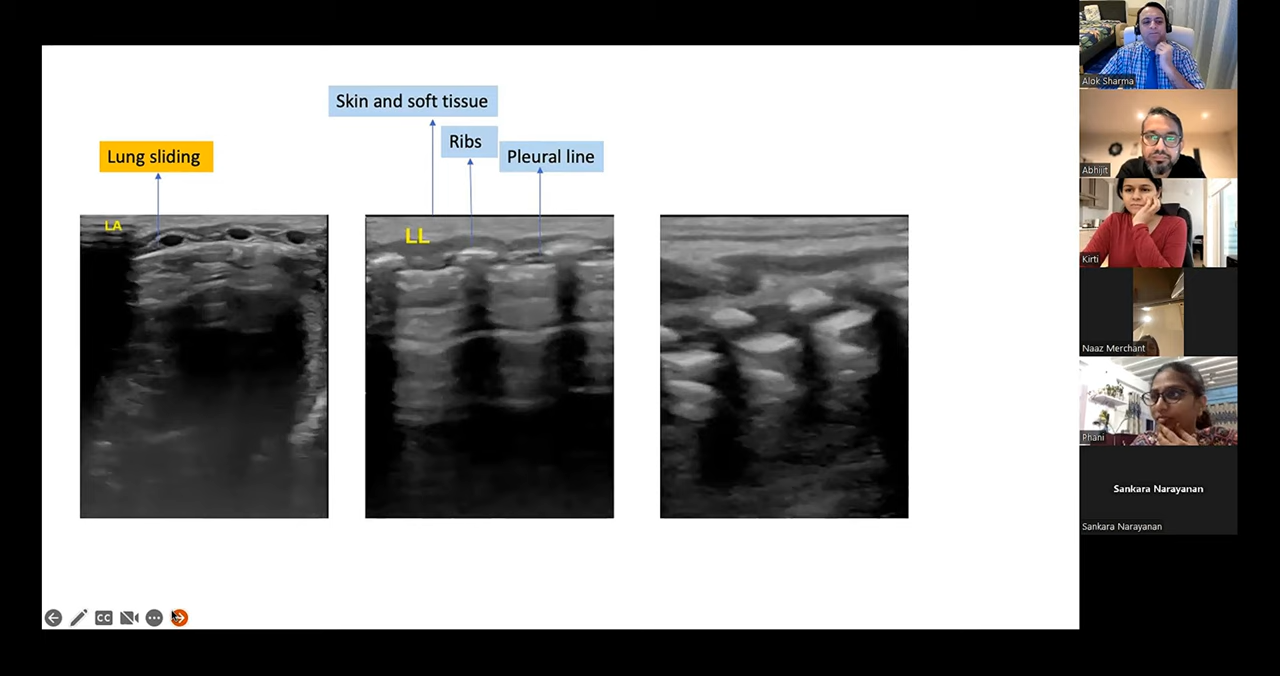 Skin and soft tissue
Ribs
Lung sliding
Pleural line
LA
LL
CC
Alok Sharma
Abhijit
Kirti
Naaz Merchant
Phani
Sankara Narayanan
Sankara Narayanan